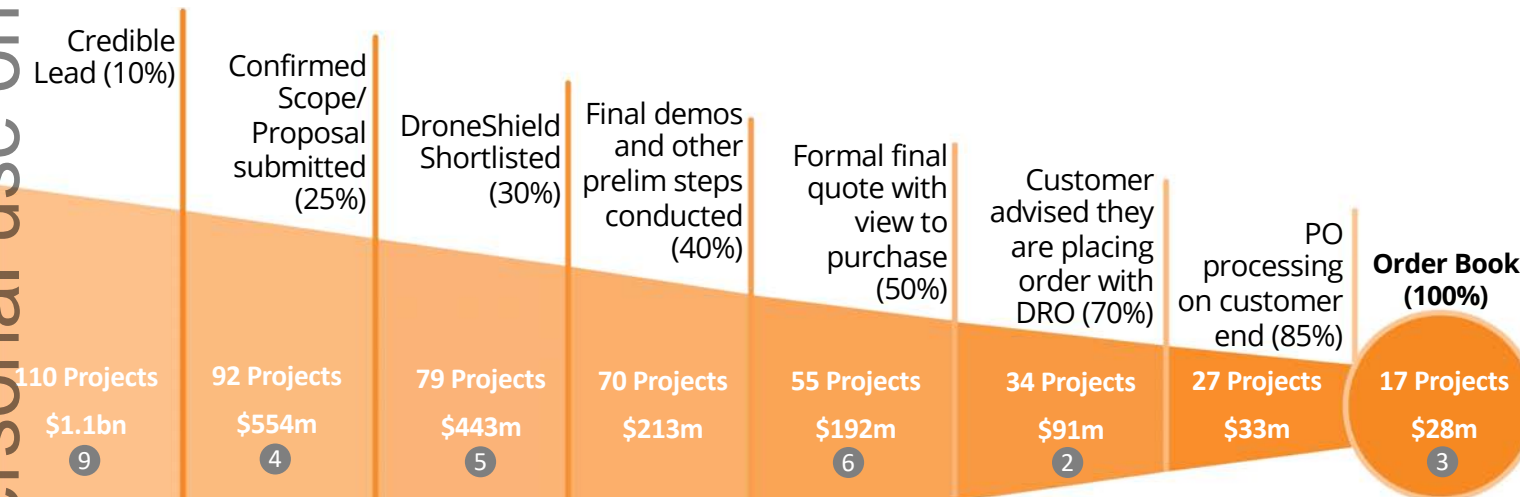 Credible
Lead (10%)
Confirmed
Scope/
Proposal
submitted
(25%)
DroneShield
Shortlisted
(30%)
Final demos
and other
prelim steps
conducted
(40%)
Formal final
quote with
view to
purchase
(50%)
Customer
advised they
are placing
order with
DRO (70%)
PO
processing
on customer
end (85%)
Order Book
(100%)
110 Projects
$1.1bn
9
92 Projects
$554m
4
79 Projects
$443m
5
70 Projects
$213m
55 Projects
$192m
6
34 Projects
$91m
2
27 Projects
$33m
17 Projects
$28m
3
ersonal use on